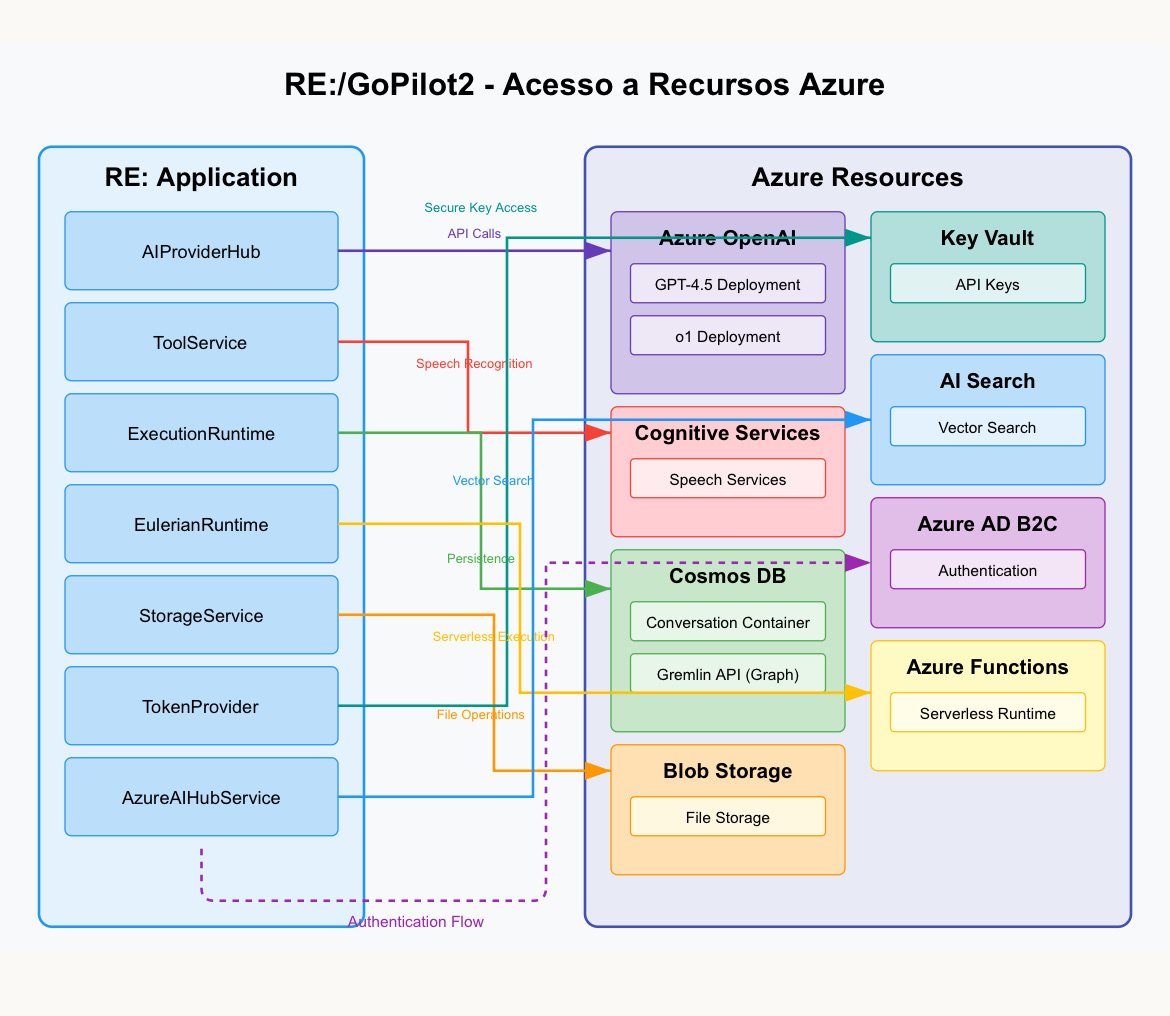 RE:/GoPilot2 - Acesso a Recursos Azure
RE: Application
AIProviderHub
ToolService
ExecutionRuntime
EulerianRuntime
StorageService
TokenProvider
AzureAIHubService
Secure Key Access
API Calls
Speech Recognition
Vector Search
Persistence
Serverless Execution
File Operations
Authentication Flow
Azure Resources
Azure OpenAI
GPT-4.5 Deployment
o1 Deployment
Cognitive Services
Speech Services
Cosmos DB
Conversation Container
Gremlin API (Graph)
Blob Storage
File Storage
Key Vault
API Keys
AI Search
Vector Search
Azure AD B2C
Authentication
Azure Functions
Serverless Runtime